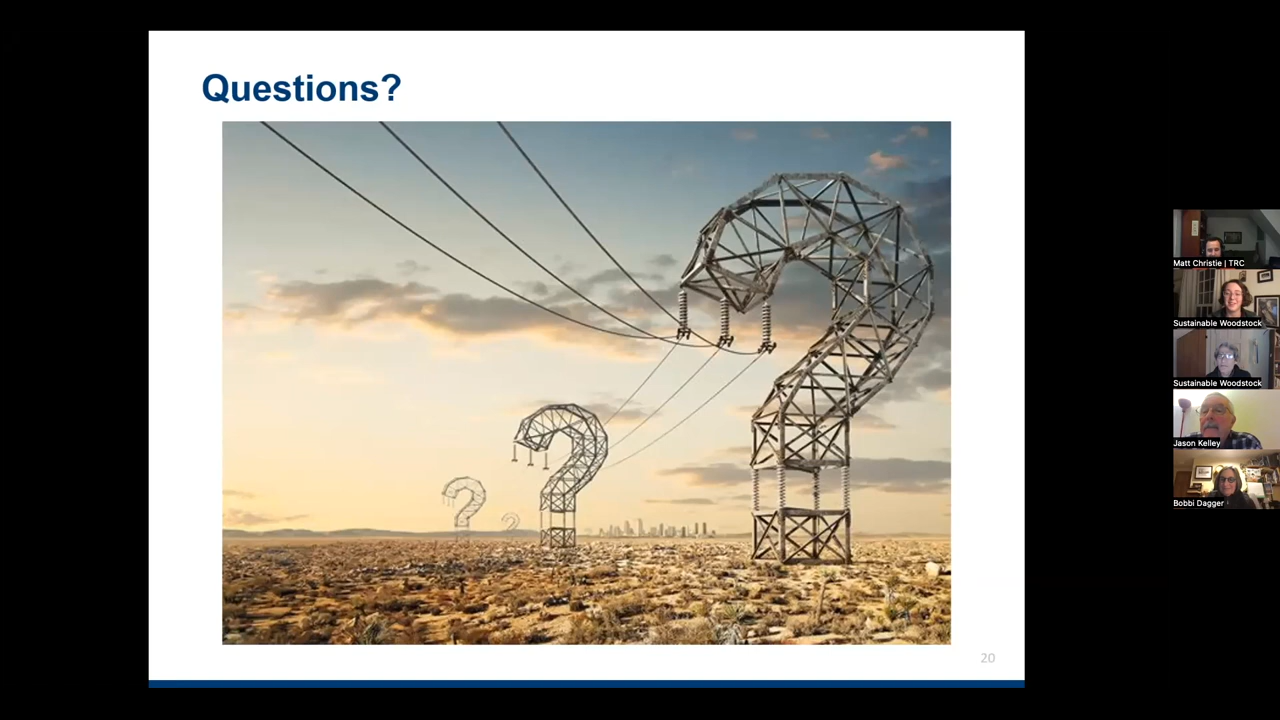 Questions?
20
Matt Christie | TRC
Sustainable Woodstock
Sustainable Woodstock
Jason Kelley
Bobbi Dagger